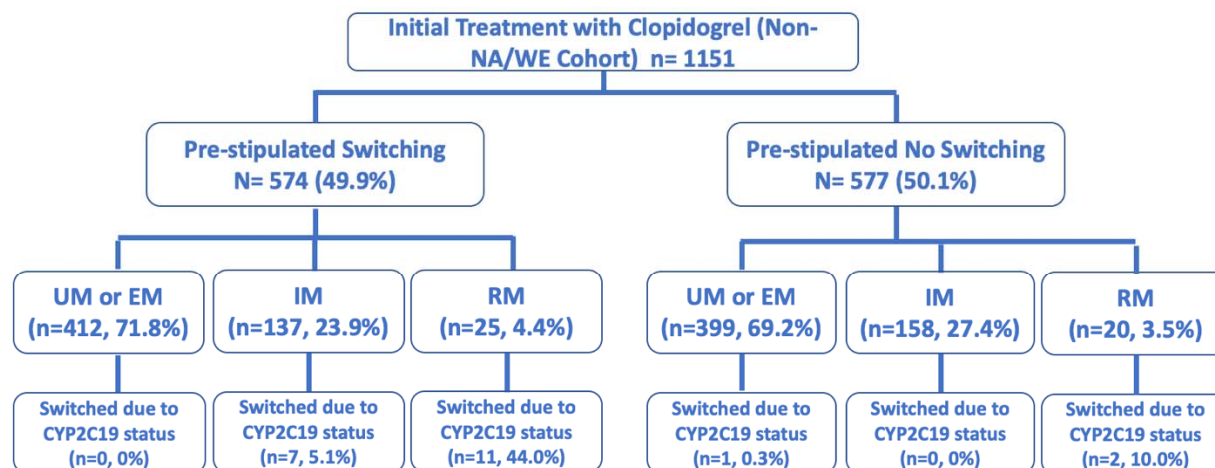 Initial Treatment with Clopidogrel (Non-
NA/WE Cohort) n= 1151
Pre-stipulated Switching
N= 574 (49.9%)
Pre-stipulated No Switching
N= 577 (50.1%)
UM or EM
(n=412, 71.8%)
IM
(n=137, 23.9%)
RM
(n=25, 4.4%)
UM or EM
(n=399, 69.2%)
IM
(n=158, 27.4%)
RM
(n=20, 3.5%)
Switched due to
CYP2C19 status
(n=0, 0%)
Switched due to
CYP2C19 status
(n=7, 5.1%)
Switched due to
CYP2C19 status
(n=11, 44.0%)
Switched due to
CYP2C19 status
(n=1, 0.3%)
Switched due to
CYP2C19 status
(n=0, 0%)
Switched due to
CYP2C19 status
(n=2, 10.0%)